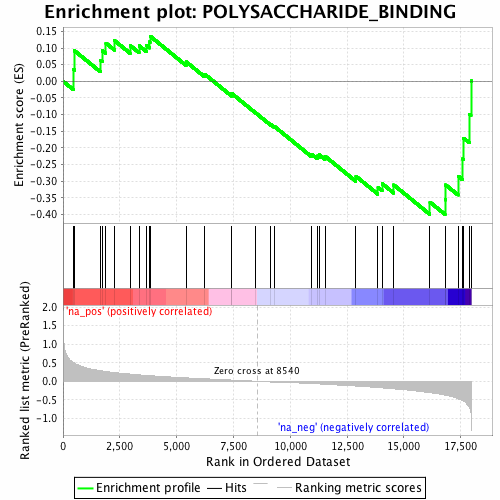 Enrichment plot: POLYSACCHARIDE_BINDING
Enrichment score (ES)
0.15
0.10
0.05
0.00
-0.05
-0.10
-0.15
-0.20
-0.25
-0.30
-0.35
-0.40
Ranked list metric (PreRanked)
2.0
1.5
1.0
0.5
0.0
-0.5
-1.0
'na_pos' (positively correlated)
Zero cross at 8540
'na_neg' (negatively correlated)
0
2,500
5,000
7,500
10,000
12,500
15,000
17,500
Rank in Ordered Dataset
Enrichment profile
Hits
Ranking metric scores